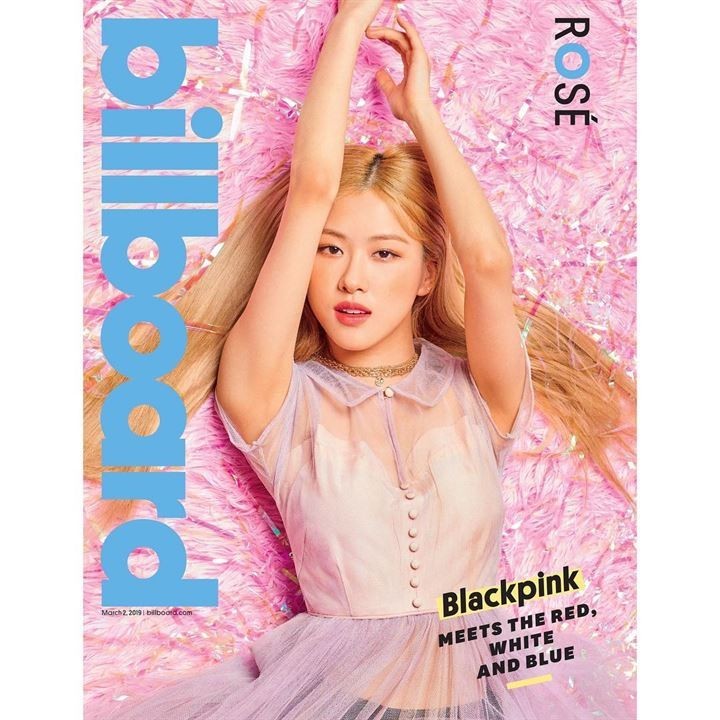 billboard
ROSÉ
March 2, 2019 | billboard.com
Blackpink
MEETS THE RED,
WHITE
AND BLUE